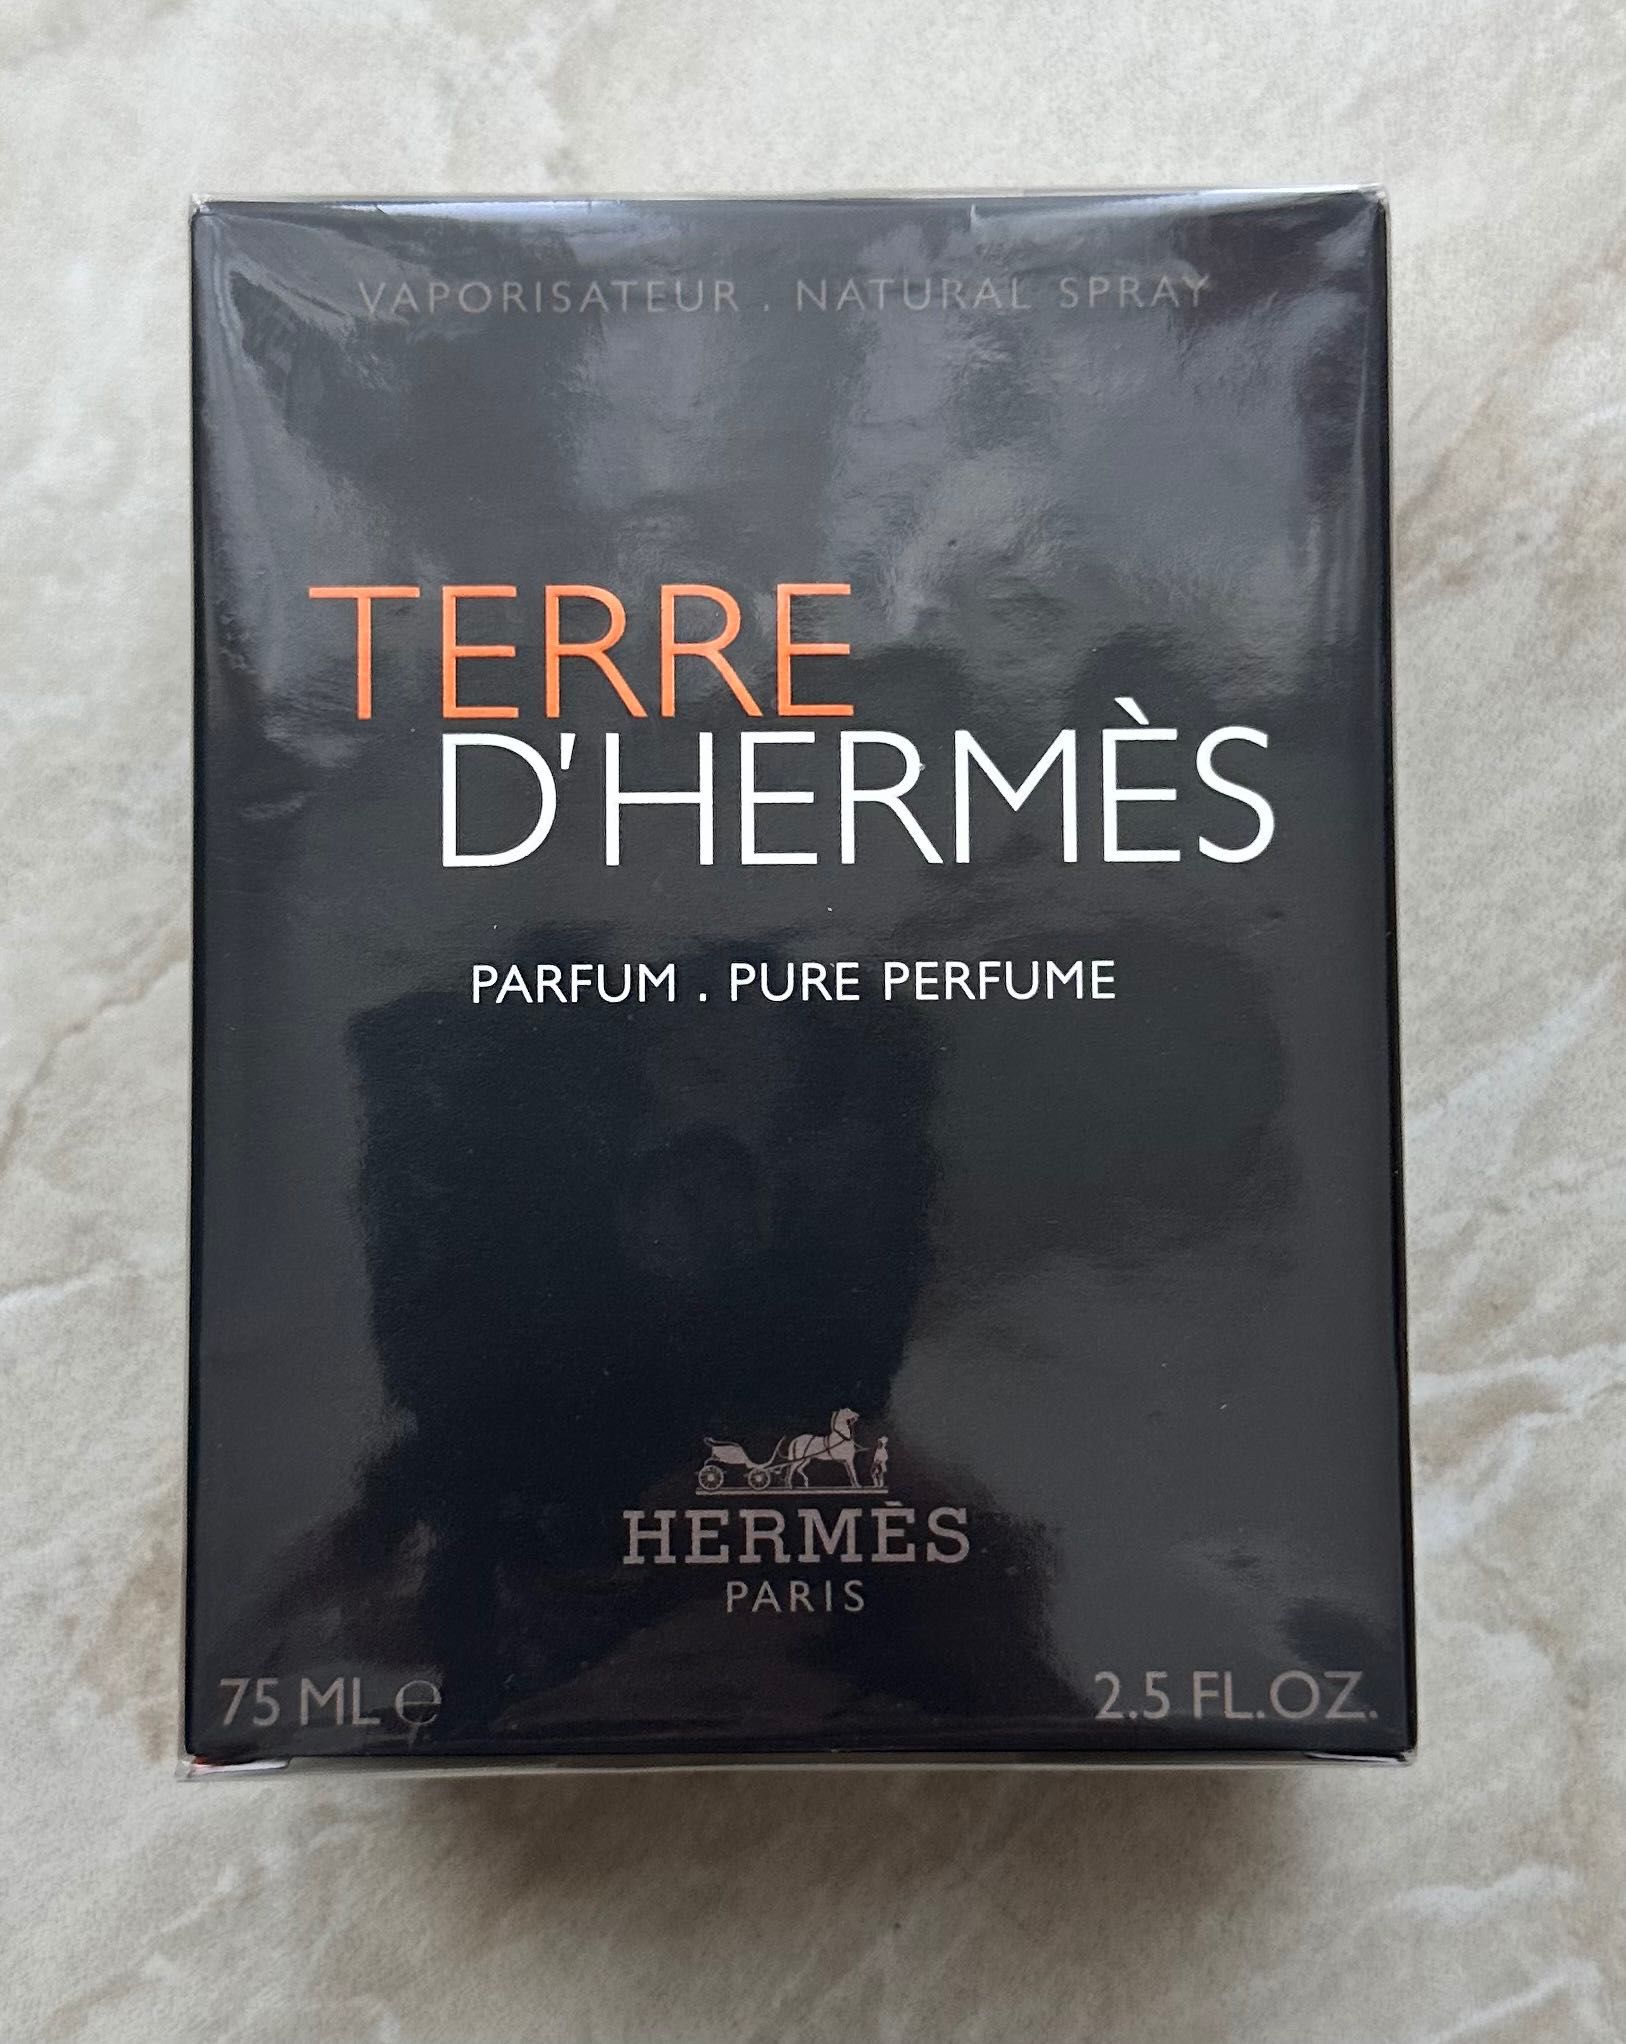 VAPORISATEUR . NATURAL SPRAY
TERRE
D'HERMÈS
PARFUM . PURE PERFUME
HERMÈS
PARIS
75 ML ℮
2.5 FL.OZ.